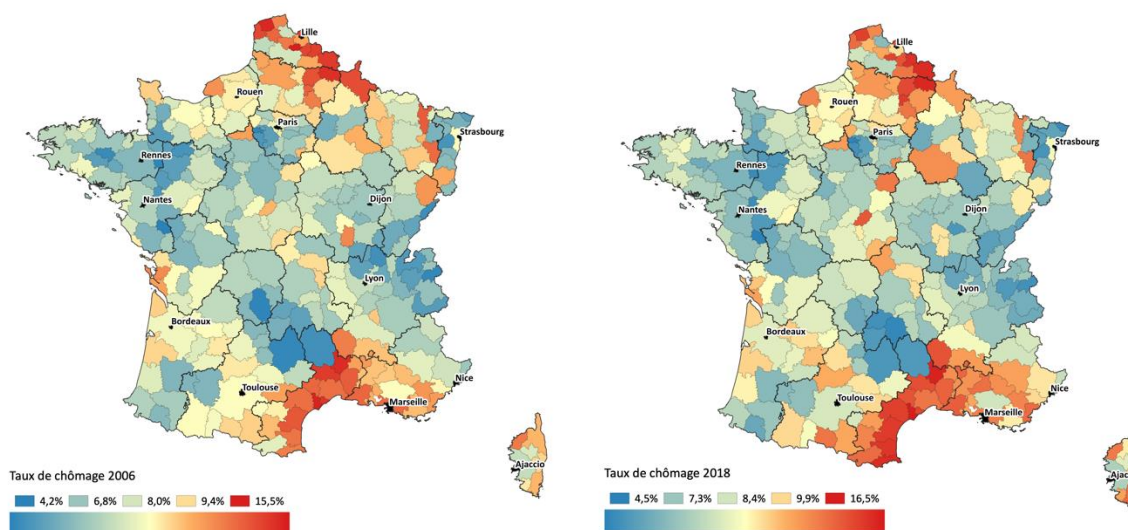 Lille
Rouen
Paris
Strasbourg
Rennes
Nantes
Dijon
Lyon
Bordeaux
Toulouse
Nice
Marseille
Ajaccio
Taux de chômage 2006
4,2% 6,8% 8,0% 9,4% 15,5%
Lille
Rouen
Paris
Strasbourg
Rennes
Nantes
Dijon
Lyon
Bordeaux
Toulouse
Nice
Marseille
Ajac
Taux de chômage 2018
4,5% 7,3% 8,4% 9,9% 16,5%